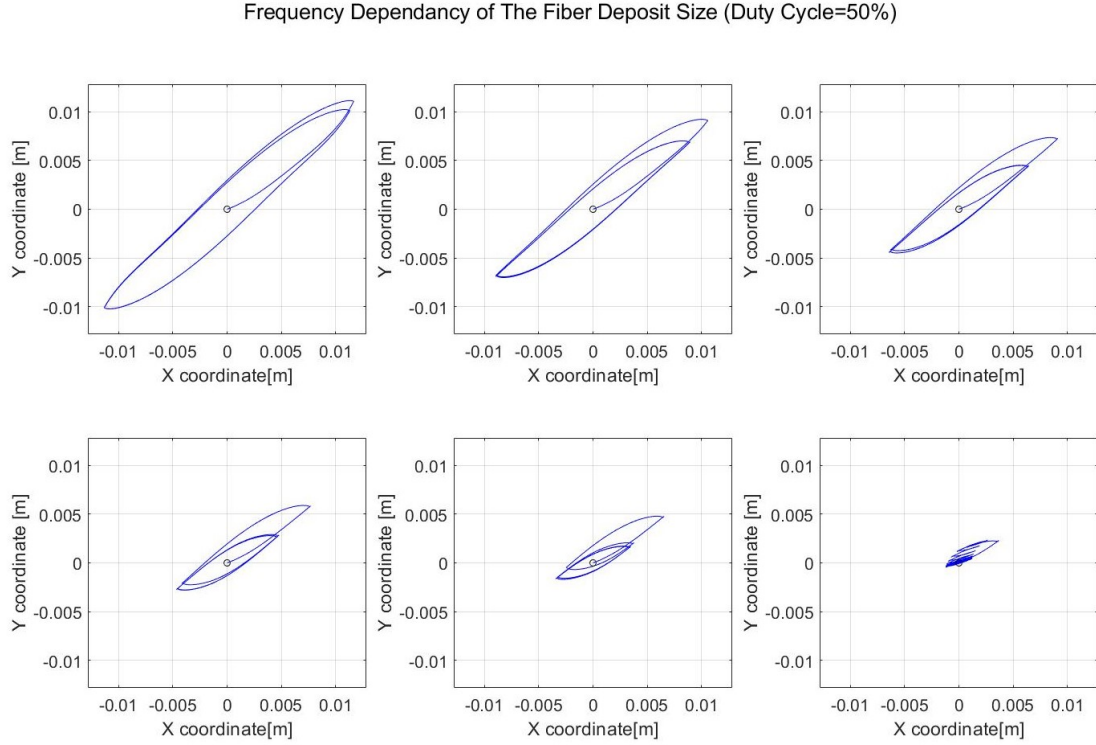 Frequency Dependancy of The Fiber Deposit Size (Duty Cycle=50%)
0.01
0.005
0
-0.005
-0.01
Y coordinate [m]
-0.01 -0.005 0 0.005 0.01
X coordinate[m]
0.01
0.005
0
-0.005
-0.01
Y coordinate [m]
-0.01 -0.005 0 0.005 0.01
X coordinate[m]
0.01
0.005
0
-0.005
-0.01
Y coordinate [m]
-0.01 -0.005 0 0.005 0.01
X coordinate[m]
0.01
0.005
0
-0.005
-0.01
Y coordinate [m]
-0.01 -0.005 0 0.005 0.01
X coordinate[m]
0.01
0.005
0
-0.005
-0.01
Y coordinate [m]
-0.01 -0.005 0 0.005 0.01
X coordinate[m]
0.01
0.005
0
-0.005
-0.01
Y coordinate [m]
-0.01 -0.005 0 0.005 0.01
X coordinate[m]